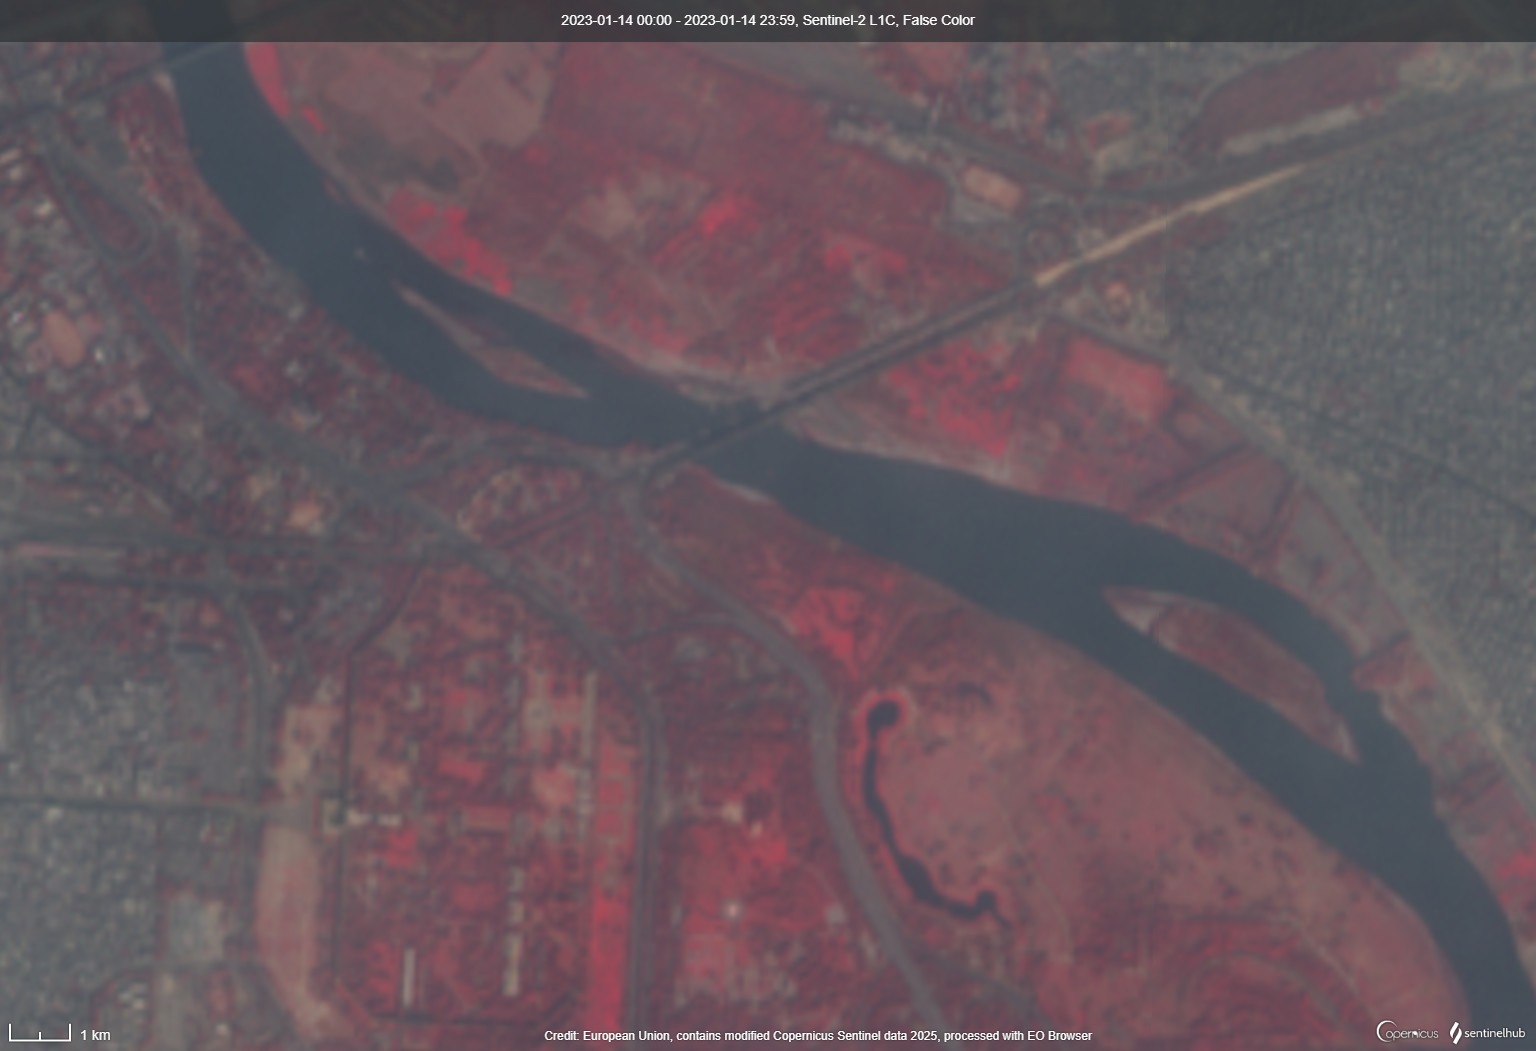 2023-01-14 00:00 - 2023-01-14 23:59, Sentinel-2 L1C, False Color
1 km
Credit: European Union, contains modified Copernicus Sentinel data 2025, processed with EO Browser
opernicus
sentinelhub